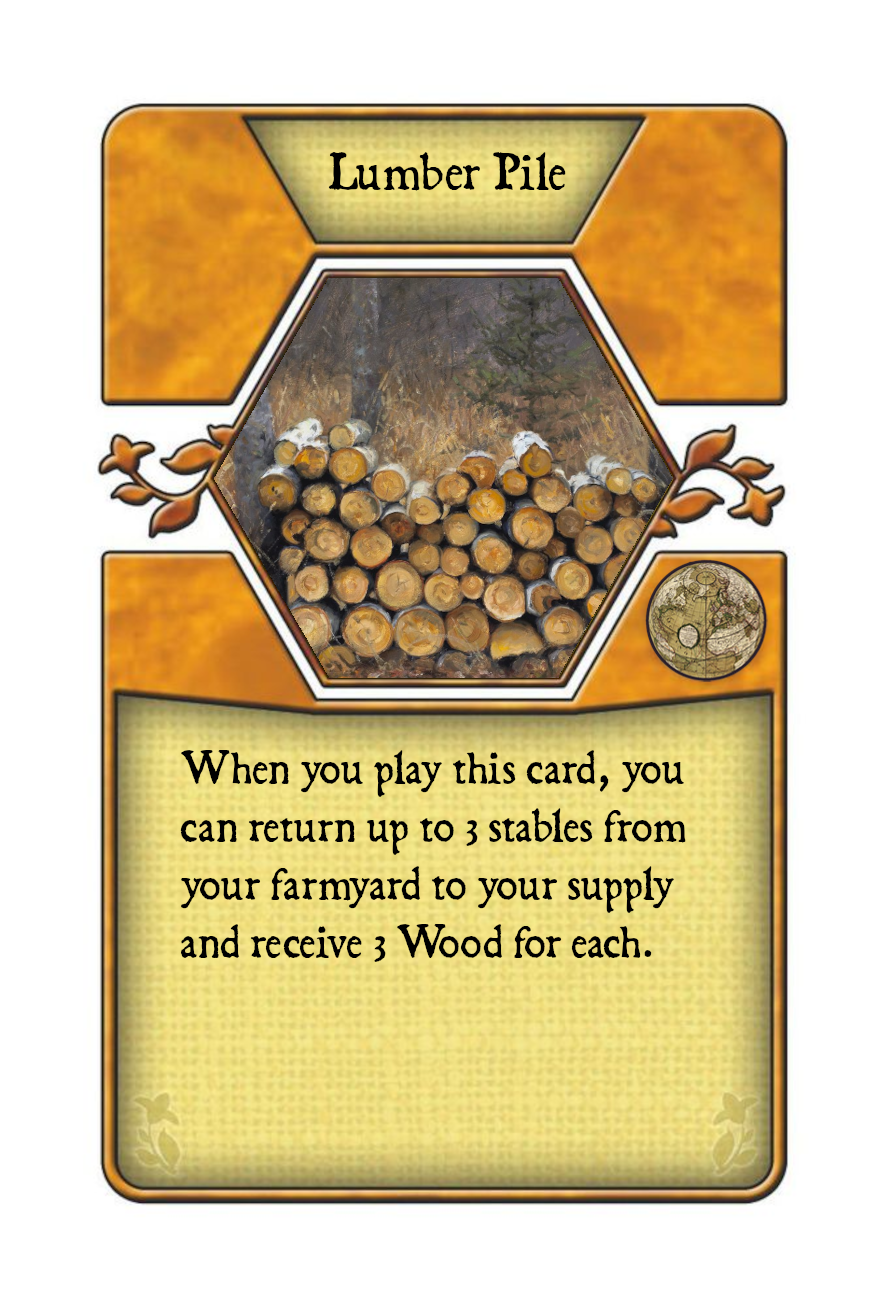 Lumber Pile
When you play this card, you
can return up to 3 stables from
your farmyard to your supply
and receive 3 Wood for each.